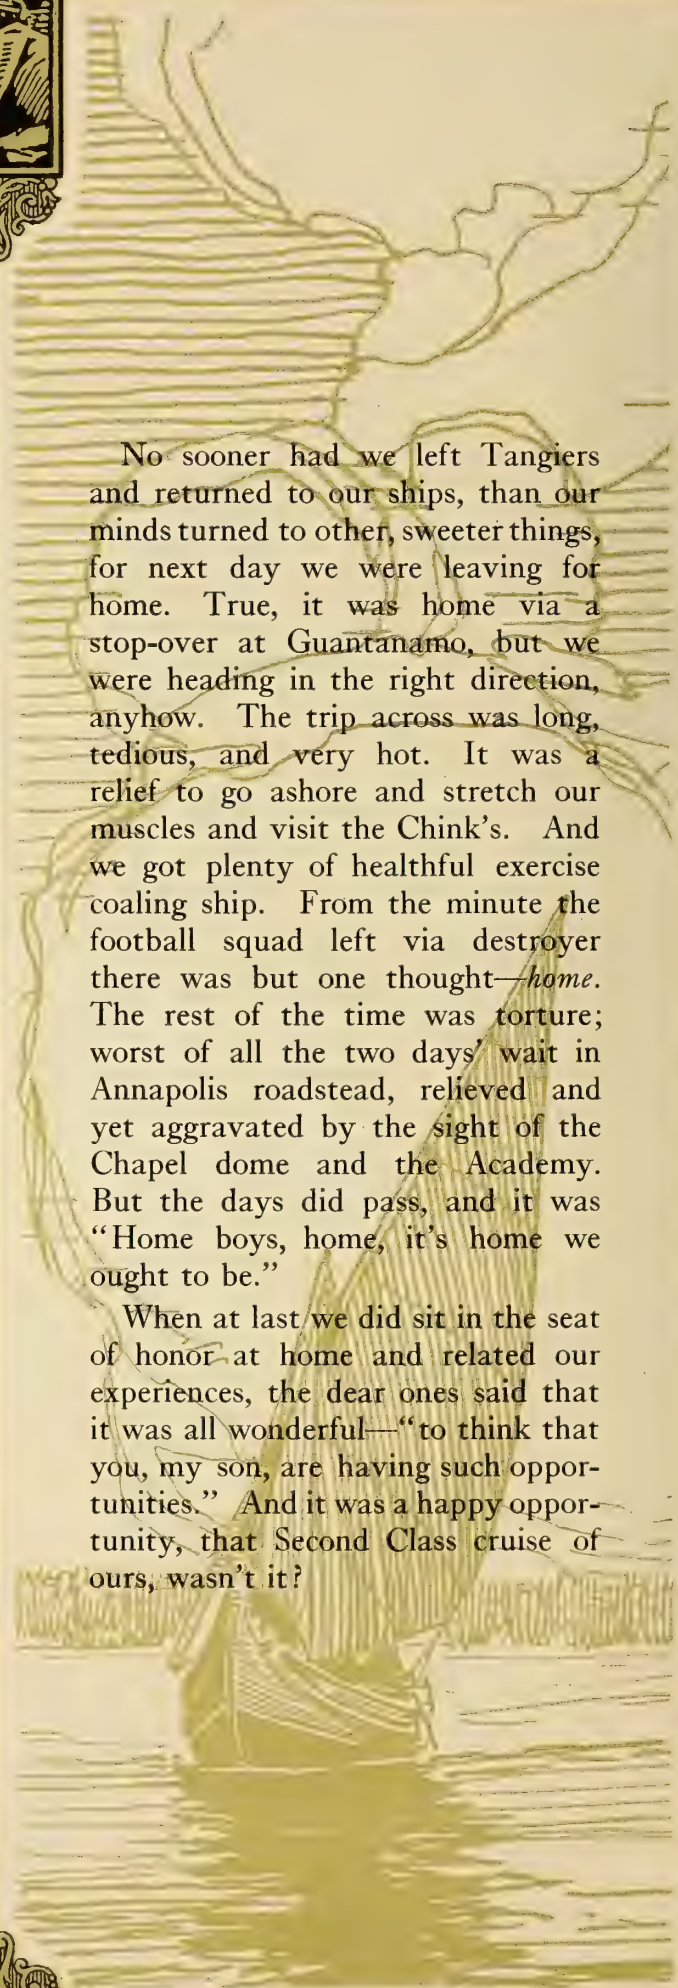 No sooner had we left Tangiers
and returned to our ships, than our
minds turned to other, sweeter things,
for next day we were leaving for
home. True, it was home via a
stop-over at Guantanamo, but we
were heading in the right direction,
anyhow. The trip across was long,
tedious, and very hot. It was a
relief to go ashore and stretch our
muscles and visit the Chink's. And
we got plenty of healthful exercise
coaling ship. From the minute the
football squad left via destroyer
there was but one thought—home.
The rest of the time was torture;
worst of all the two days' wait in
Annapolis roadstead, relieved and
yet aggravated by the sight of the
Chapel dome and the Academy.
But the days did pass, and it was
“Home boys, home, it's home we
ought to be.”
When at last we did sit in the seat
of honor at home and related our
experiences, the dear ones said that
it was all wonderful—“to think that
you, my son, are having such oppor-
tunities.” And it was a happy oppor-
tunity, that Second Class cruise of
ours, wasn't it?